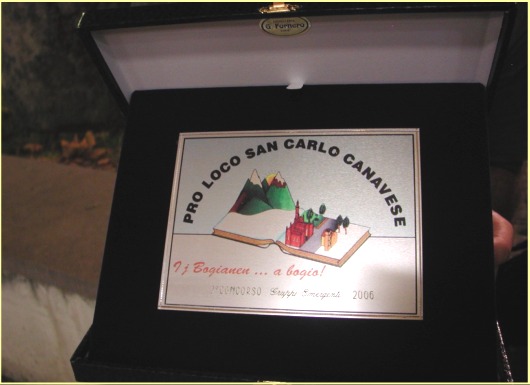 PRO LOCO SAN CARLO CANAVESE
I j Bogianen ... a bogio!
CONCORSO Gruppi Emergenti 2006